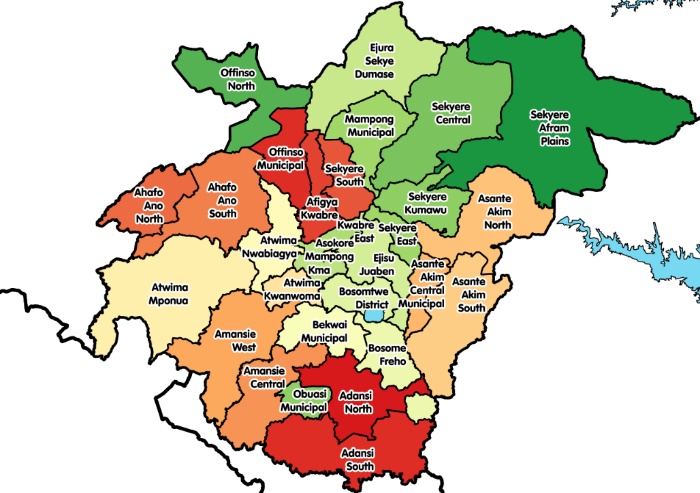 Ejura
Sekye
Dumase
Offinso
North
Sekyere
Central
Sekyere
Afram
Plains
Mampong
Municipal
Offinso
Municipal
Sekyere
South
Ahafo
Ano
North
Ahafo
Ano
South
Afigya
Kwabre
Sekyere
Kumawu
Asante
Akim
North
Kwabre
East
Sekyere
East
Atwima
Nwabiagya
Asokore
Mampong
Kma
Ejisu
Juaben
Asante
Akim
Central
Municipal
Asante
Akim
South
Atwima
Mponua
Atwima
Kwanwoma
Bosomtwe
District
Bekwai
Municipal
Amansie
West
Bosome
Freho
Amansie
Central
Obuasi
Municipal
Adansi
North
Adansi
South